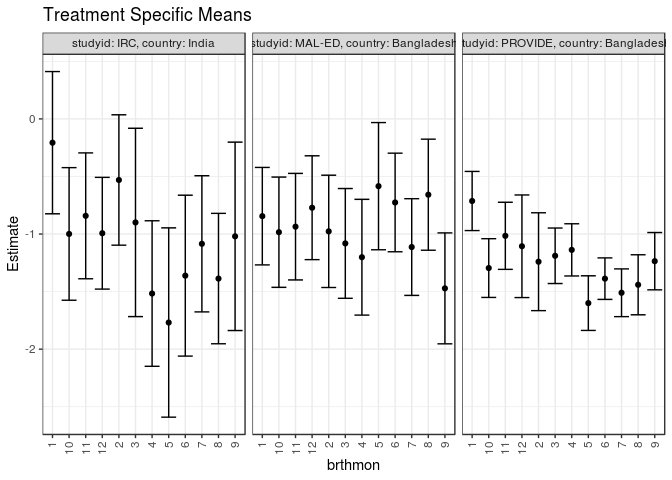 Treatment Specific Means
studyid: IRC, country: India
studyid: MAL-ED, country: Bangladesh
tudyid: PROVIDE, country: Bangladesh
Estimate
0
-1
-2
1 10 11 12 2 3 4 5 6 7 8 9
1 10 11 12 2 3 4 5 6 7 8 9
1 10 11 12 2 3 4 5 6 7 8 9
brthmon